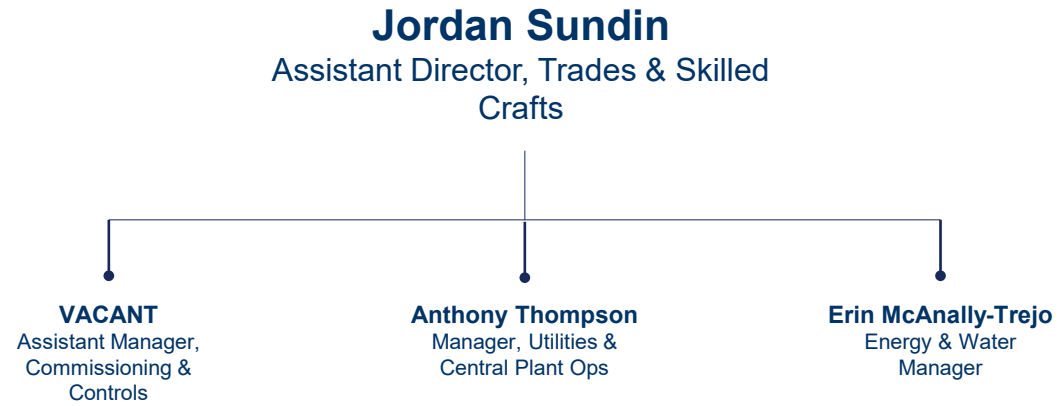 Jordan Sundin
Assistant Director, Trades & Skilled
Crafts
VACANT
Assistant Manager,
Commissioning &
Controls
Anthony Thompson
Manager, Utilities &
Central Plant Ops
Erin McAnally-Trejo
Energy & Water
Manager